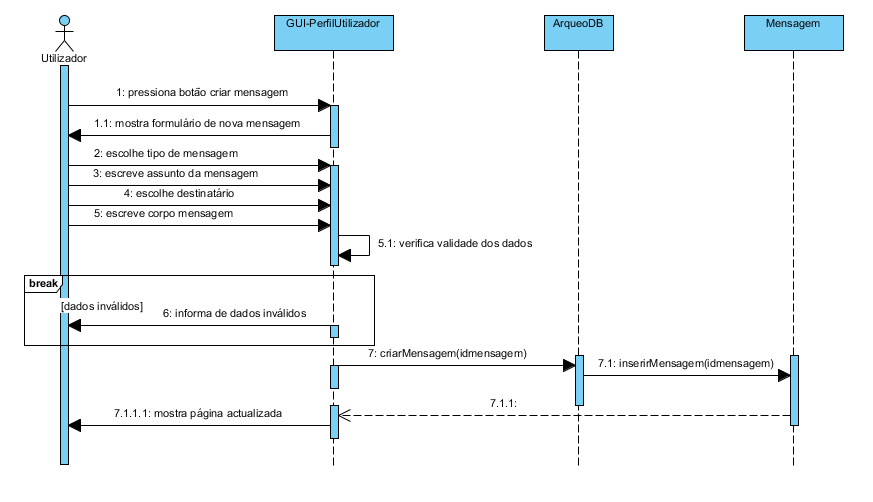 GUI-PerfilUtilizador
ArqueoDB
Mensagem
Utilizador
1: pressiona botão criar mensagem
1.1: mostra formulário de nova mensagem
2: escolhe tipo de mensagem
3: escreve assunto da mensagem
4: escolhe destinatário
5: escreve corpo mensagem
5.1: verifica validade dos dados
break
[dados inválidos]
6: informa de dados inválidos
7: criarMensagem(idmensagem)
7.1: inserirMensagem(idmensagem)
7.1.1:
7.1.1.1: mostra página actualizada